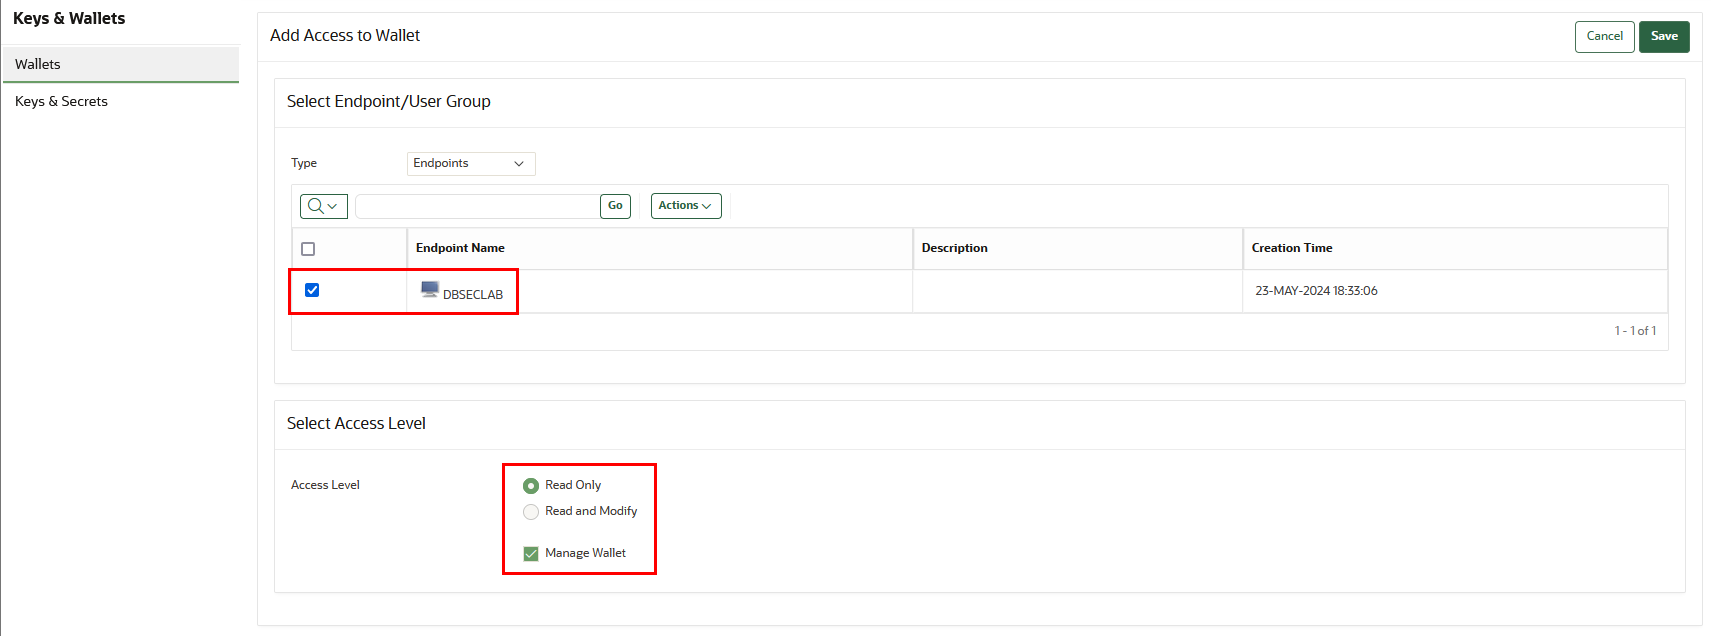 Keys & Wallets
Wallets
Keys & Secrets
Add Access to Wallet
Cancel
Save
Select Endpoint/User Group
Type
Endpoints
Go
Actions
Endpoint Name
Description
Creation Time
DBSECLAB
23-MAY-2024 18:33:06
1 - 1 of 1
Select Access Level
Access Level
Read Only
Read and Modify
Manage Wallet